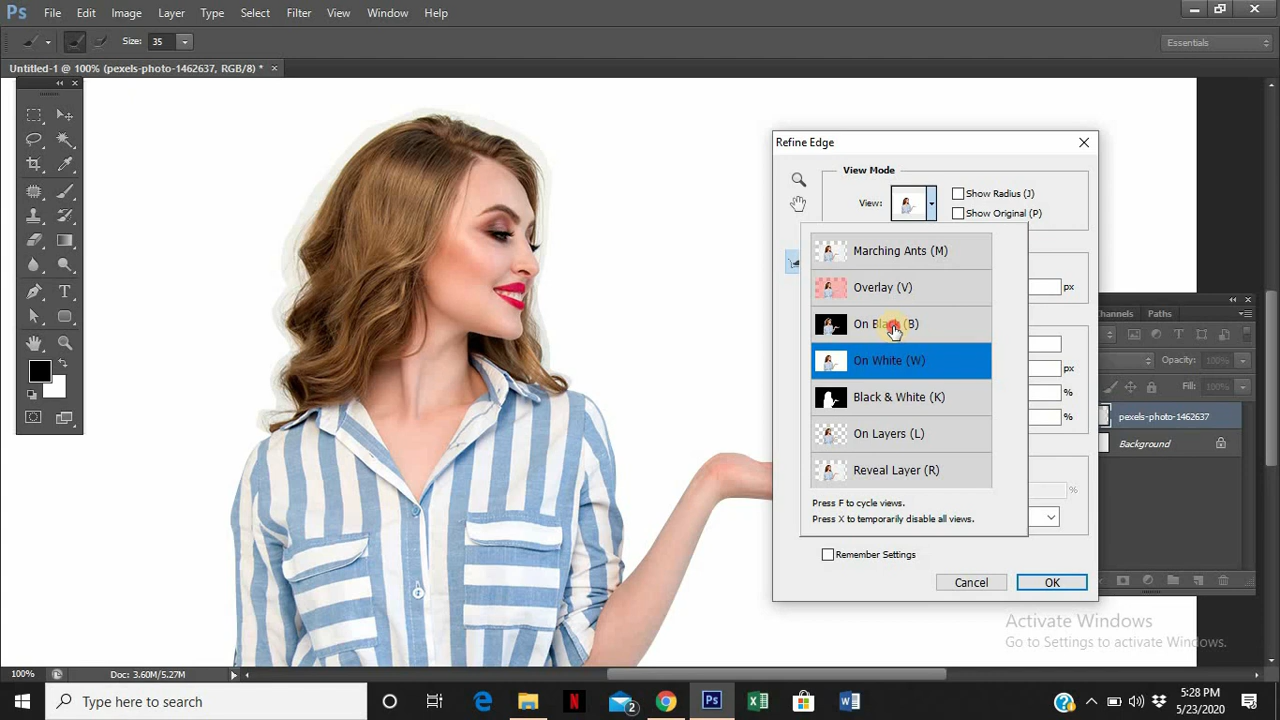 Ps File Edit Image Layer Type Select Filter View Window Help
Size: 35 Essentials
Untitled-1 @ 100% (pexels-photo-1462637, RGB/8) *
Refine Edge
View Mode
View: Show Radius (J)
Show Original (P)
Marching Ants (M)
Overlay (V)
px
On Black (B)
On White (W)
px
Black & White (K)
%
%
On Layers (L)
Reveal Layer (R)
%
Press F to cycle views.
Press X to temporarily disable all views.
Remember Settings
Cancel OK
Channels Paths
Opacity: 100%
Fill: 100%
pexels-photo-1462637
Background
Activate Windows
Go to Settings to activate Windows.
100% Doc: 3.60M/5.27M
Type here to search
2
5:28 PM
5/23/2020